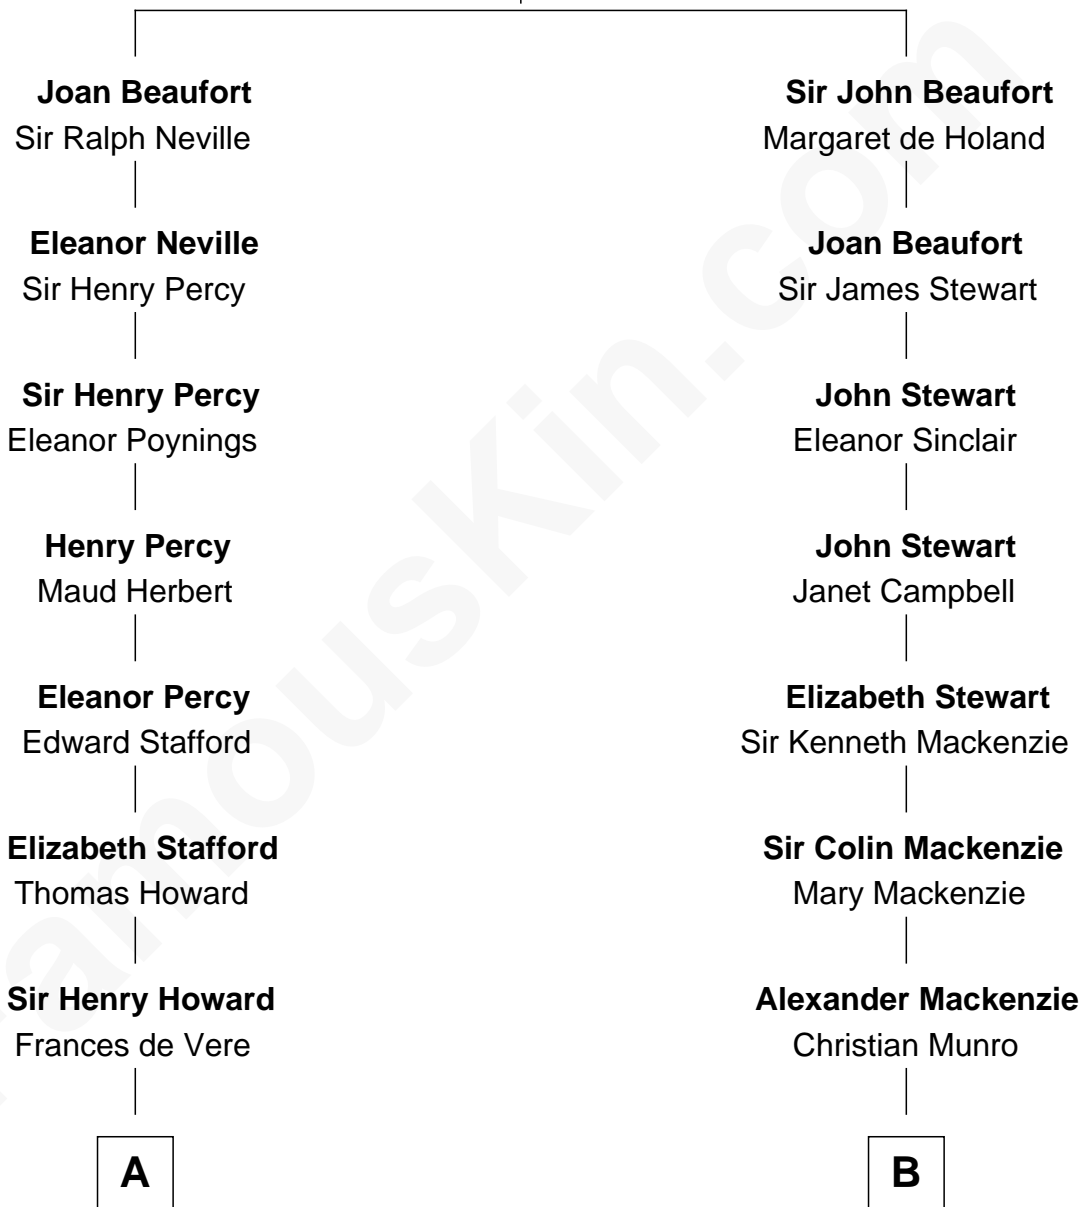 Joan Beaufort
Sir Ralph Neville
Eleanor Neville
Sir Henry Percy
Sir Henry Percy
Eleanor Poynings
Henry Percy
Maud Herbert
Eleanor Percy
Edward Stafford
Elizabeth Stafford
Thomas Howard
Sir Henry Howard
Frances de Vere
A
Sir John Beaufort
Margaret de Holand
Joan Beaufort
Sir James Stewart
John Stewart
Eleanor Sinclair
John Stewart
Janet Campbell
Elizabeth Stewart
Sir Kenneth Mackenzie
Sir Colin Mackenzie
Mary Mackenzie
Alexander Mackenzie
Christian Munro
B
FamousKin.com